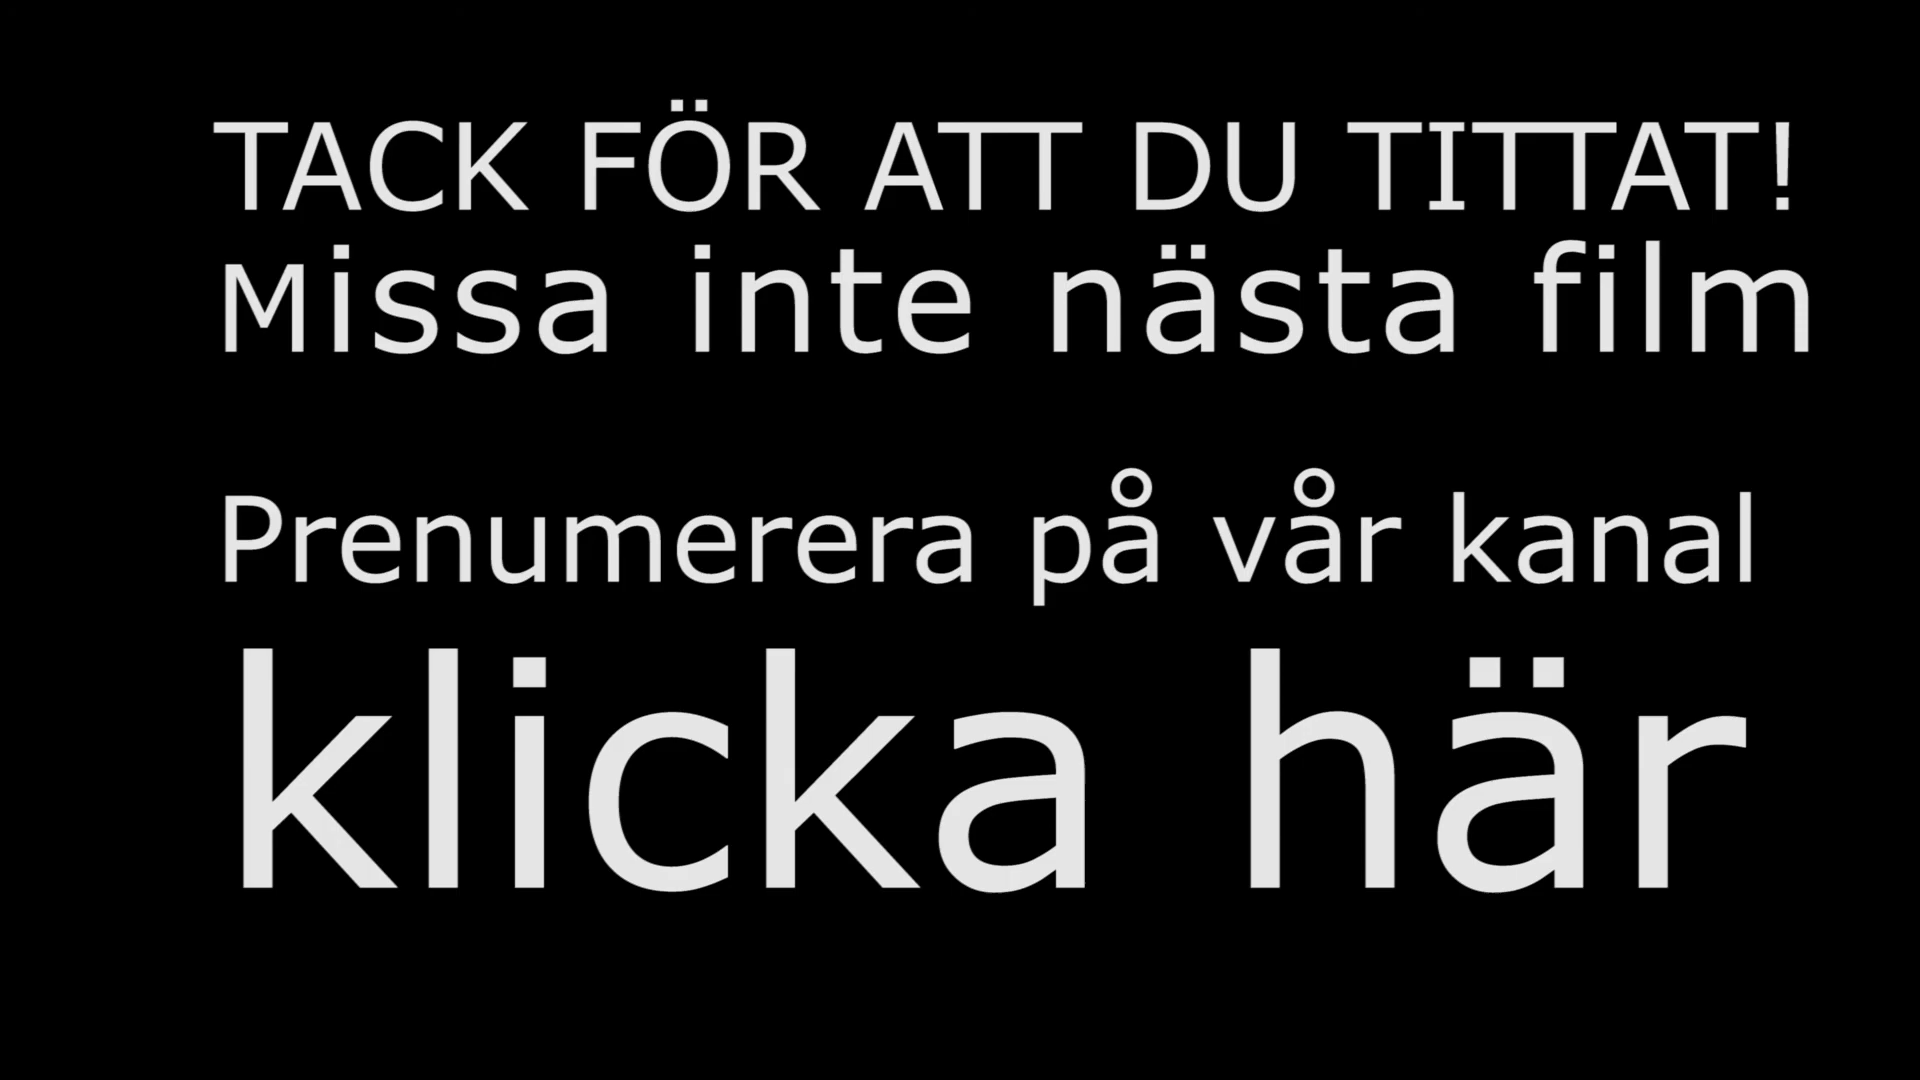 TACK FÖR ATT DU TITTAT!
Missa inte nästa film
Prenumerera på vår kanal
klicka här